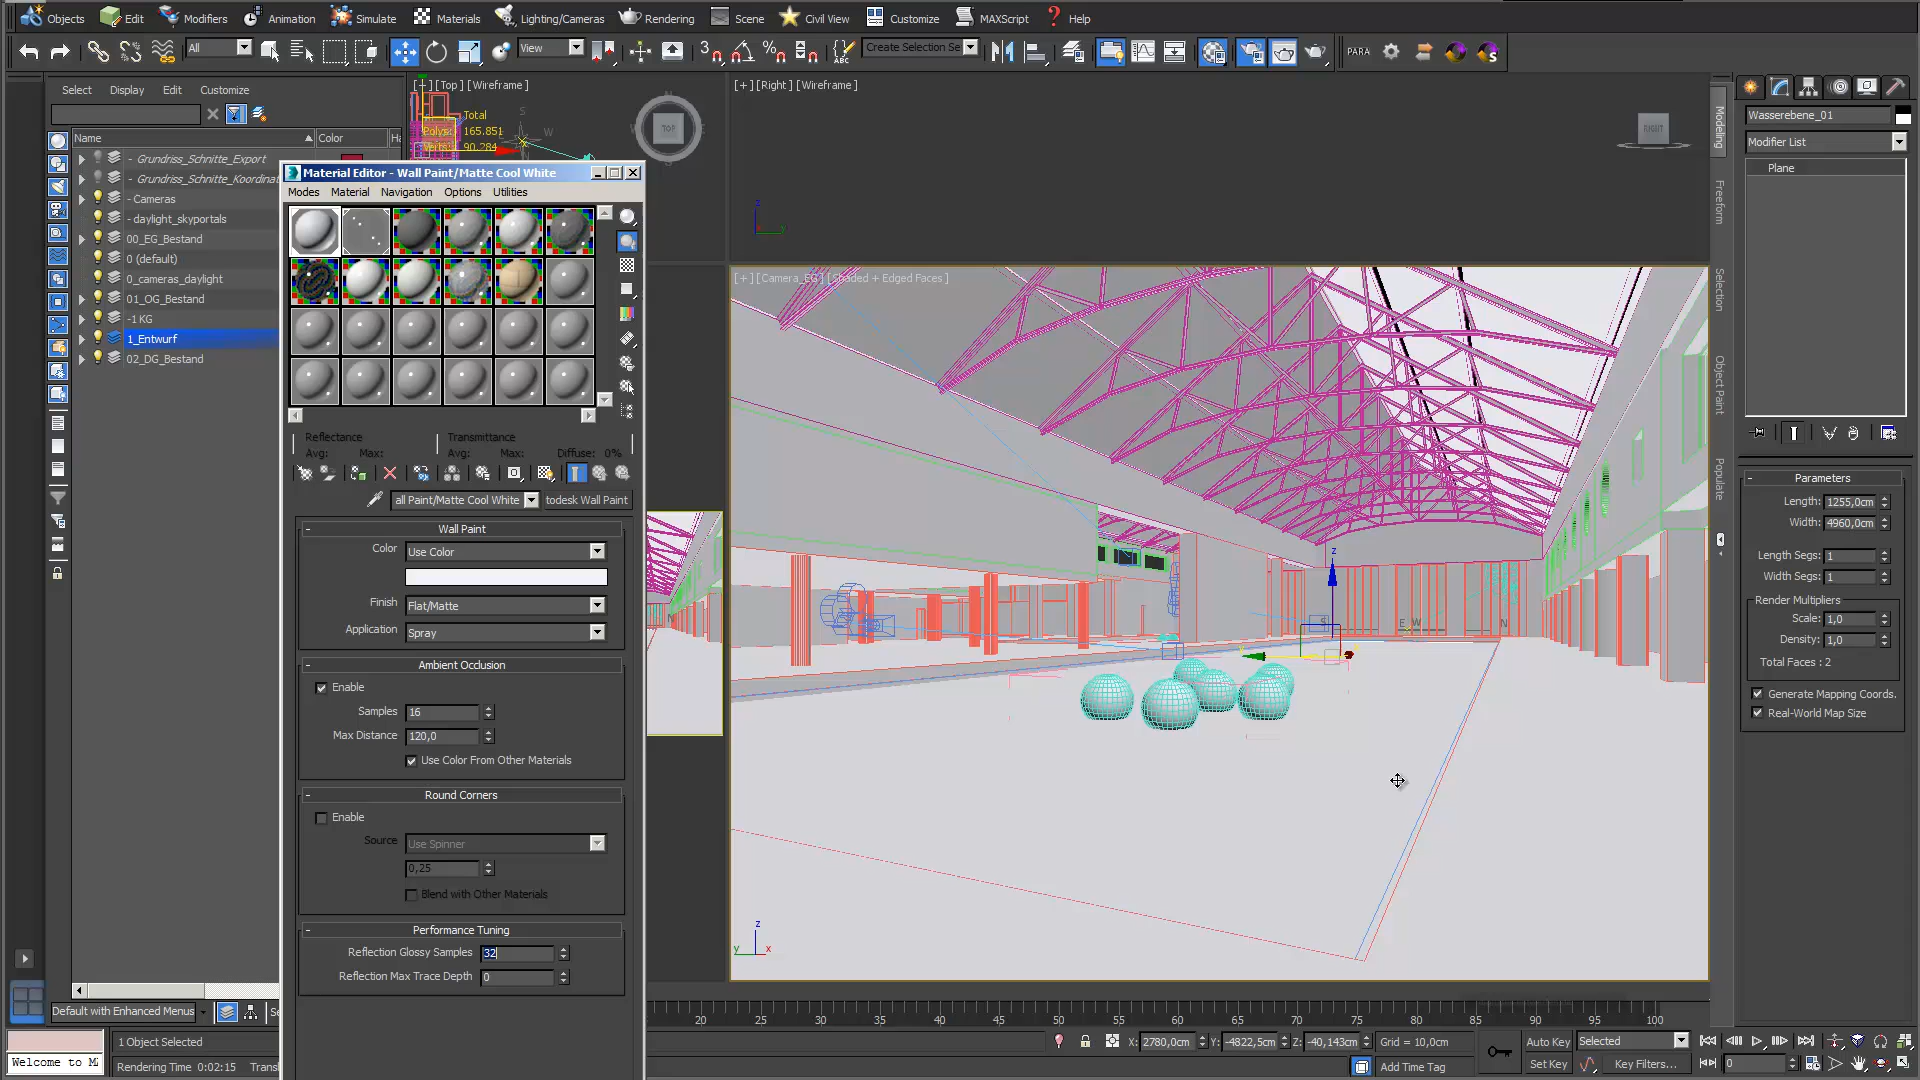 Objects Edit Modifiers Animation Simulate Materials Lighting/Cameras Rendering Scene Civil View Customize MAXScript Help
All View Create Selection Se PARA
Select Display Edit Customize
Name Color
- Grundriss_Schnitte_Export
- Grundriss_Schnitte_Koordinat
- Cameras
- daylight_skyportals
00_EG_Bestand
0 (default)
0_cameras_daylight
01_OG_Bestand
-1 KG
1_Entwurf
02_DG_Bestand
[+] [Top] [Wireframe]
Total
Polys: 165.851
Verts: 90.284
TOP
[+] [Right] [Wireframe]
RIGHT
[+] [Camera_EG] [Shaded + Edged Faces]
Material Editor - Wall Paint/Matte Cool White
Modes Material Navigation Options Utilities
Reflectance Transmittance
Avg: Max: Avg: Max: Diffuse: 0%
all Paint/Matte Cool White todesk Wall Paint
Wall Paint
Color Use Color
Finish Flat/Matte
Application Spray
Ambient Occlusion
Enable
Samples 16
Max Distance 120,0
Use Color From Other Materials
Round Corners
Enable
Source Use Spinner
0,25
Blend with Other Materials
Performance Tuning
Reflection Glossy Samples 32
Reflection Max Trace Depth 0
Modeling
Freeform
Selection
Object Paint
Populate
Wasserebene_01
Modifier List
Plane
Parameters
Length: 1255,0cm
Width: 4960,0cm
Length Segs: 1
Width Segs: 1
Render Multipliers
Scale: 1,0
Density: 1,0
Total Faces : 2
Generate Mapping Coords.
Real-World Map Size
Default with Enhanced Menus
20 25 30 35 40 45 50 55 60 65 70 75 80 85 90 95 100
1 Object Selected
X: 2780,0cm Y: -4822,5cm Z: -40,143cm Grid = 10,0cm Auto Key Selected
Welcome to M
Rendering Time 0:02:15
Add Time Tag Set Key Key Filters... 0